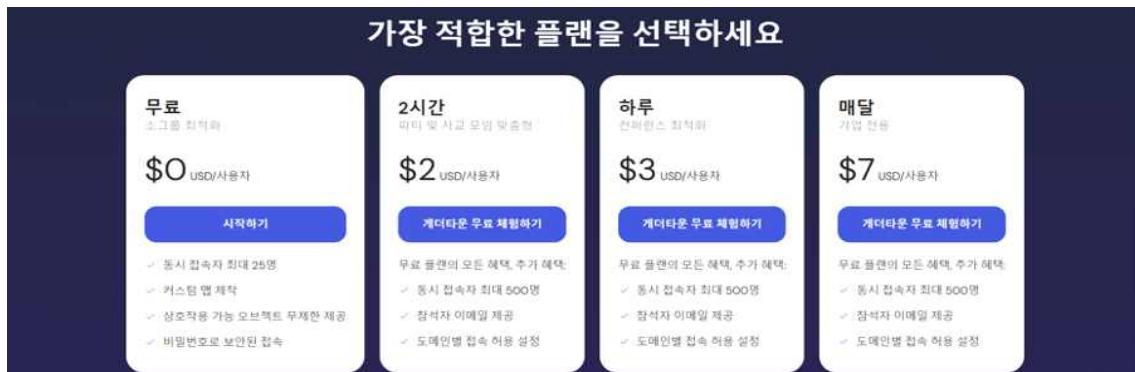 가장 적합한 플랜을 선택하세요
무료
소그룹 최적화
$0 USD/사용자
시작하기
동시 접속자 최대 25명
커스텀 맵 제작
상호작용 가능 오브젝트 무제한 제공
비밀번호로 보안된 접속
2시간
파티 및 사교 모임 맞춤형
$2 USD/사용자
게더타운 무료 체험하기
무료 플랜의 모든 혜택, 추가 혜택:
동시 접속자 최대 500명
참석자 이메일 제공
도메인별 접속 허용 설정
하루
컨퍼런스 최적화
$3 USD/사용자
게더타운 무료 체험하기
무료 플랜의 모든 혜택, 추가 혜택:
동시 접속자 최대 500명
참석자 이메일 제공
도메인별 접속 허용 설정
매달
기업 전용
$7 USD/사용자
게더타운 무료 체험하기
무료 플랜의 모든 혜택, 추가 혜택:
동시 접속자 최대 500명
참석자 이메일 제공
도메인별 접속 허용 설정